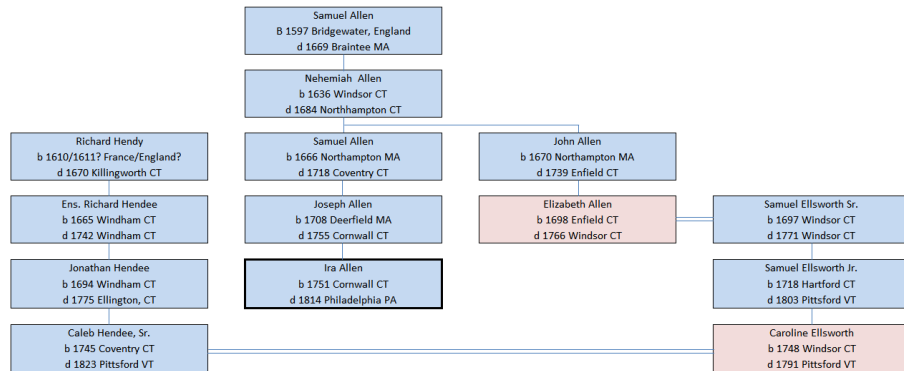 Samuel Allen
B 1597 Bridgewater, England
d 1669 Braintee MA
Nehemiah Allen
b 1636 Windsor CT
d 1684 Northhampton CT
Richard Hendy
b 1610/1611? France/England?
d 1670 Killingworth CT
Samuel Allen
b 1666 Northampton MA
d 1718 Coventry CT
John Allen
b 1670 Northampton MA
d 1739 Enfield CT
Ens. Richard Hendee
b 1665 Windham CT
d 1742 Windham CT
Joseph Allen
b 1708 Deerfield MA
d 1755 Cornwall CT
Elizabeth Allen
b 1698 Enfield CT
d 1766 Windsor CT
Samuel Ellsworth Sr.
b 1697 Windsor CT
d 1771 Windsor CT
Jonathan Hendee
b 1694 Windham CT
d 1775 Ellington, CT
Ira Allen
b 1751 Cornwall CT
d 1814 Philadelphia PA
Samuel Ellsworth Jr.
b 1718 Hartford CT
d 1803 Pittsford VT
Caleb Hendee, Sr.
b 1745 Coventry CT
d 1823 Pittsford VT
Caroline Ellsworth
b 1748 Windsor CT
d 1791 Pittsford VT